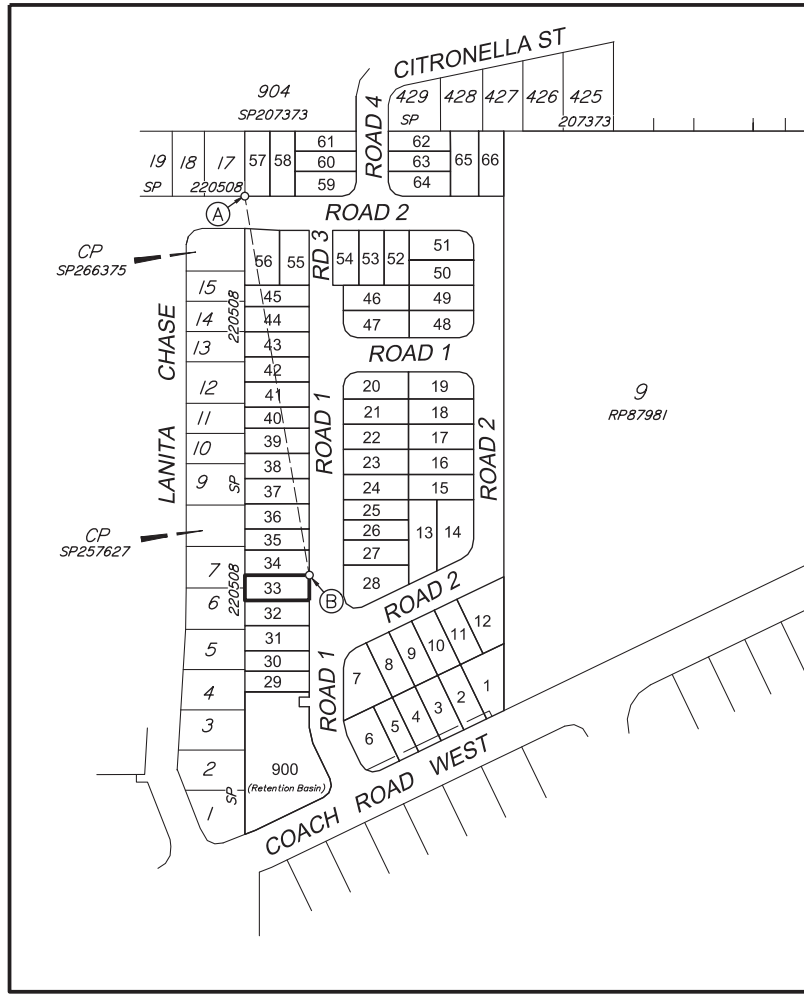 CITRONELLA ST
904
SP207373
ROAD 4
429 428 427 426 425
SP 207373
19 18 17 57 58 61 62 65 66
60 63
59 64
SP 220508
A
ROAD 2
CP
SP266375
56 55 RD 3 54 53 52 51
50
15 45 46 49
14 44 47 48
220508
13 43
ROAD 1
LANITA CHASE
12 42
41
11 40
10 39
9 38
SP
37
36
35
34
ROAD 1
20 19
21 18
22 17
23 16
24 15
25
26 13 14
27
28
ROAD 2
9
RP87981
CP
SP257627
7
6 33
220508
B
32
5 31
30
4 29
3
2
SP
1
900
(Retention Basin)
ROAD 1
ROAD 2
7 8 9 10 11 12
6 5 4 3 2 1
COACH ROAD WEST